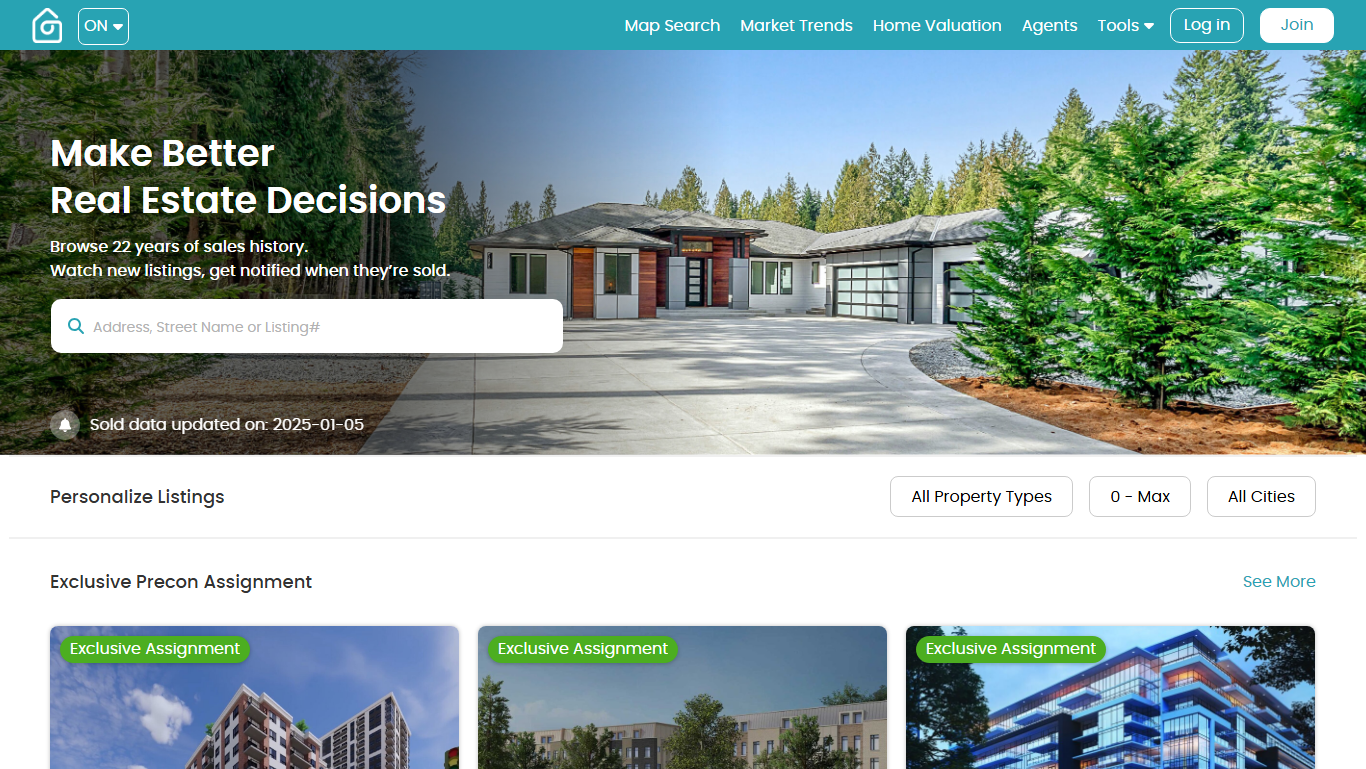 ON
Map Search
Market Trends
Home Valuation
Agents
Tools
Log in
Join
Make Better
Real Estate Decisions
Browse 22 years of sales history.
Watch new listings, get notified when they’re sold.
Address, Street Name or Listing#
Sold data updated on: 2025-01-05
Personalize Listings
All Property Types
0 - Max
All Cities
Exclusive Precon Assignment
See More
Exclusive Assignment
Exclusive Assignment
Exclusive Assignment